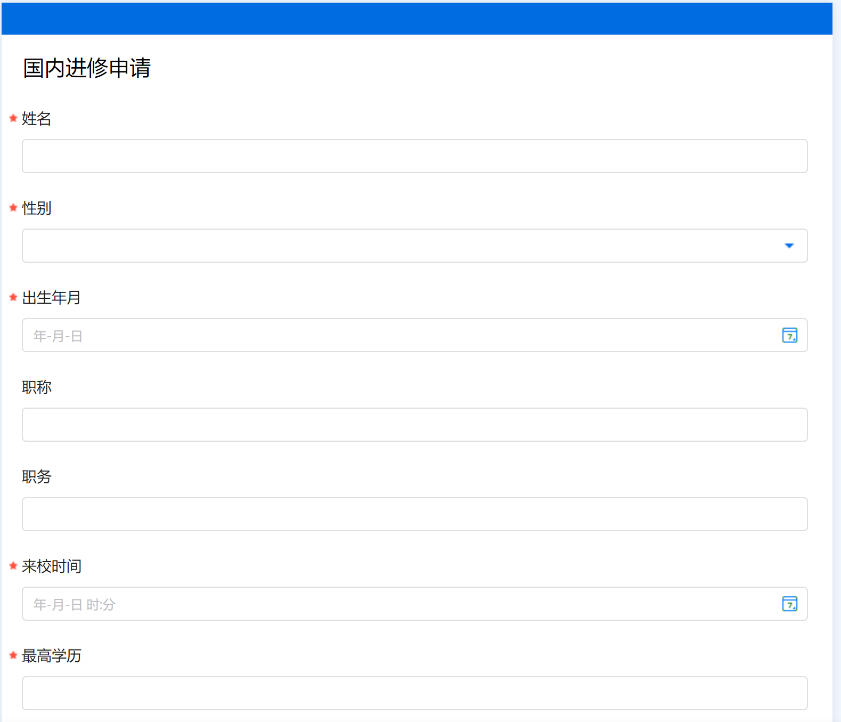 国内进修申请
姓名
性别
出生年月
年-月-日
职称
职务
来校时间
年-月-日 时:分
最高学历